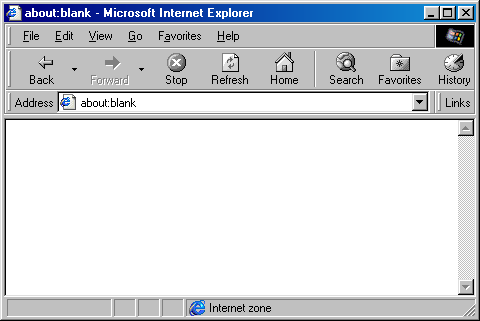 about:blank - Microsoft Internet Explorer
File Edit View Go Favorites Help
Back Forward Stop Refresh Home Search Favorites History
Address about:blank Links
Internet zone